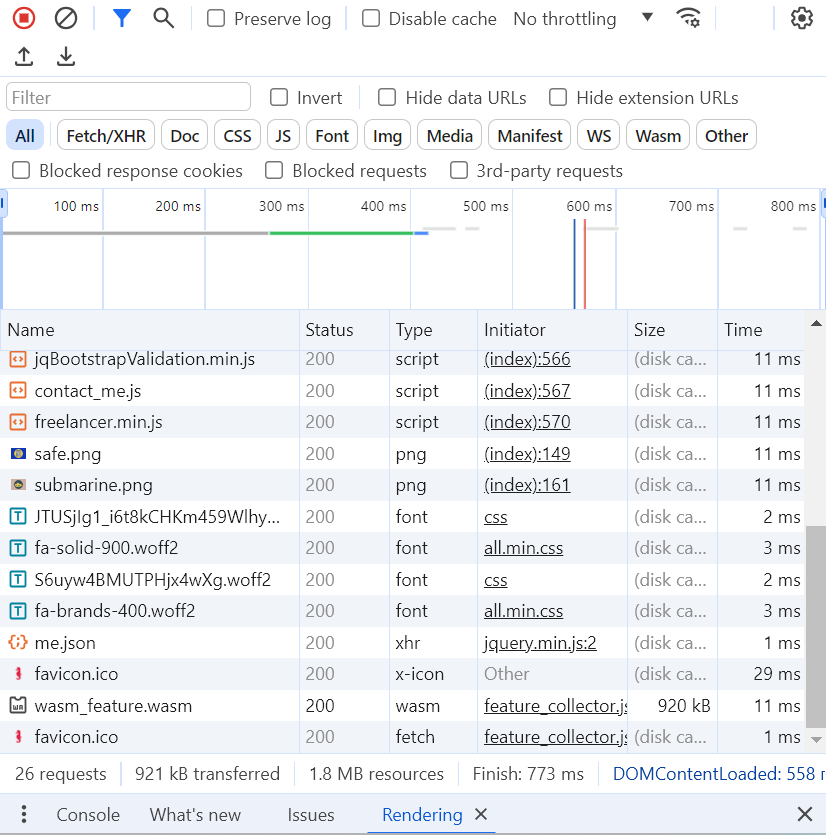 Preserve log Disable cache No throttling
Filter Invert Hide data URLs Hide extension URLs
All Fetch/XHR Doc CSS JS Font Img Media Manifest WS Wasm Other
Blocked response cookies Blocked requests 3rd-party requests
100 ms 200 ms 300 ms 400 ms 500 ms 600 ms 700 ms 800 ms
Name Status Type Initiator Size Time
jqBootstrapValidation.min.js 200 script (index):566 (disk ca... 11 ms
contact_me.js 200 script (index):567 (disk ca... 11 ms
freelancer.min.js 200 script (index):570 (disk ca... 11 ms
safe.png 200 png (index):149 (disk ca... 11 ms
submarine.png 200 png (index):161 (disk ca... 11 ms
JTUSjIg1_i6t8kCHKm459Wlhy... 200 font css (disk ca... 2 ms
fa-solid-900.woff2 200 font all.min.css (disk ca... 3 ms
S6uyw4BMUTPHjx4wXg.woff2 200 font css (disk ca... 2 ms
fa-brands-400.woff2 200 font all.min.css (disk ca... 3 ms
me.json 200 xhr jquery.min.js:2 (disk ca... 1 ms
favicon.ico 200 x-icon Other (disk ca... 29 ms
wasm_feature.wasm 200 wasm feature_collector.js 920 kB 11 ms
favicon.ico 200 fetch feature_collector.js (disk ca... 1 ms
26 requests 921 kB transferred 1.8 MB resources Finish: 773 ms DOMContentLoaded: 558 m
Console What's new Issues Rendering